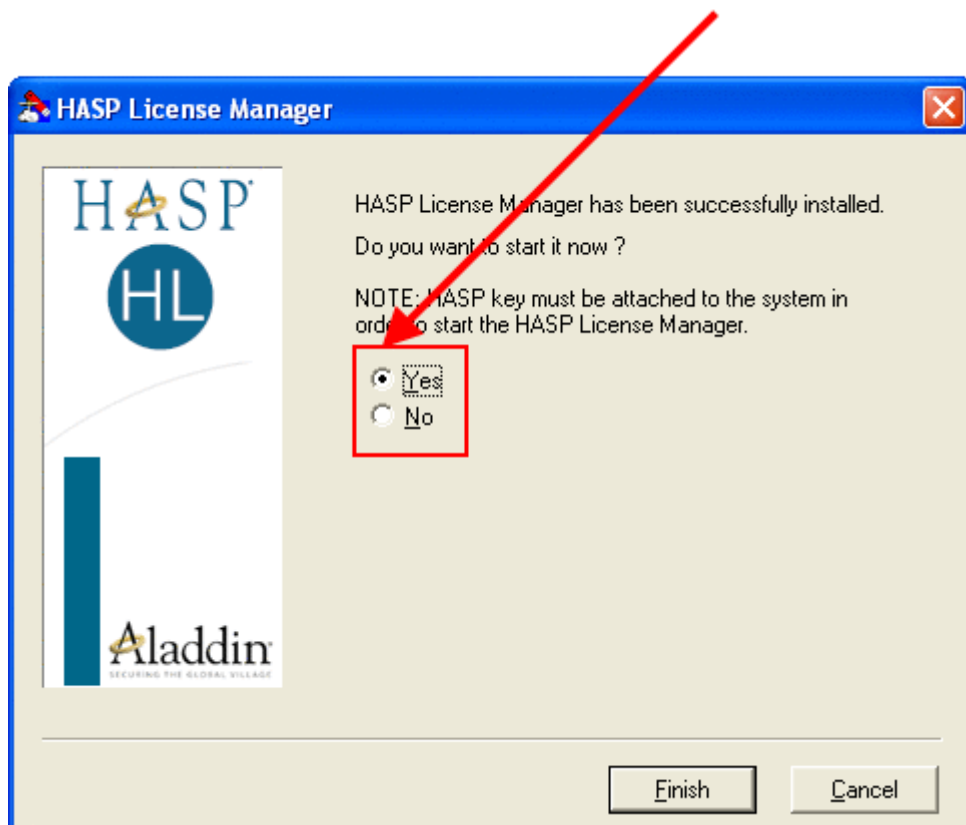 HASP License Manager
HASP
HL
HASP License Manager has been successfully installed.
Do you want to start it now ?
NOTE: HASP key must be attached to the system in
order to start the HASP License Manager.
Yes
No
Aladdin
SECURING THE GLOBAL VILLAGE
Finish
Cancel